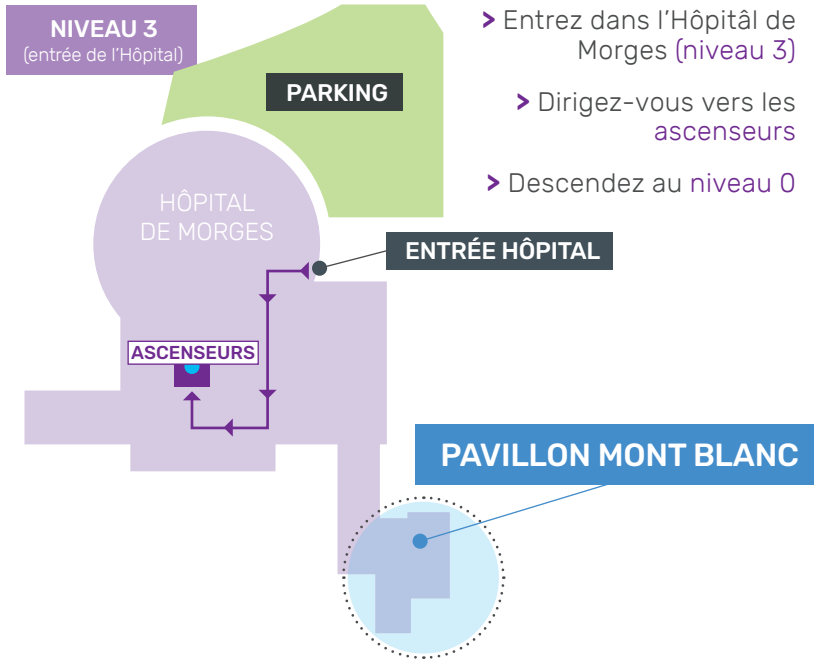 NIVEAU 3
(entrée de l'Hôpital)
> Entrez dans l'Hôpitâl de
Morges (niveau 3)
> Dirigez-vous vers les
ascenseurs
> Descendez au niveau 0
PARKING
HÔPITAL
DE MORGES
ENTRÉE HÔPITAL
ASCENSEURS
PAVILLON MONT BLANC